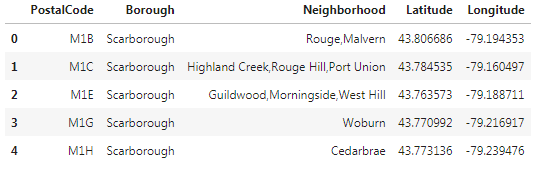 PostalCode Borough Neighborhood Latitude Longitude
0 M1B Scarborough Rouge,Malvern 43.806686 -79.194353
1 M1C Scarborough Highland Creek,Rouge Hill,Port Union 43.784535 -79.160497
2 M1E Scarborough Guildwood,Morningside,West Hill 43.763573 -79.188711
3 M1G Scarborough Woburn 43.770992 -79.216917
4 M1H Scarborough Cedarbrae 43.773136 -79.239476